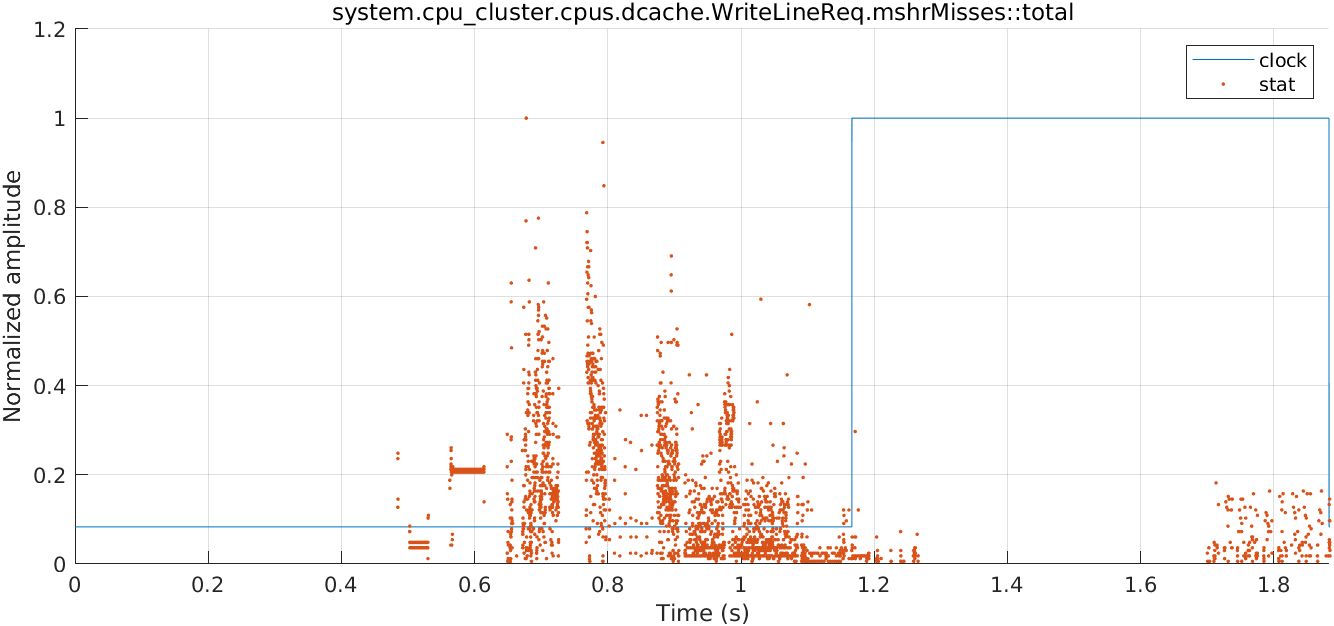 system.cpu_cluster.cpus.dcache.WriteLineReq.mshrMisses::total
Normalized amplitude
1.2
1
0.8
0.6
0.4
0.2
0
clock
stat
0 0.2 0.4 0.6 0.8 1 1.2 1.4 1.6 1.8
Time (s)